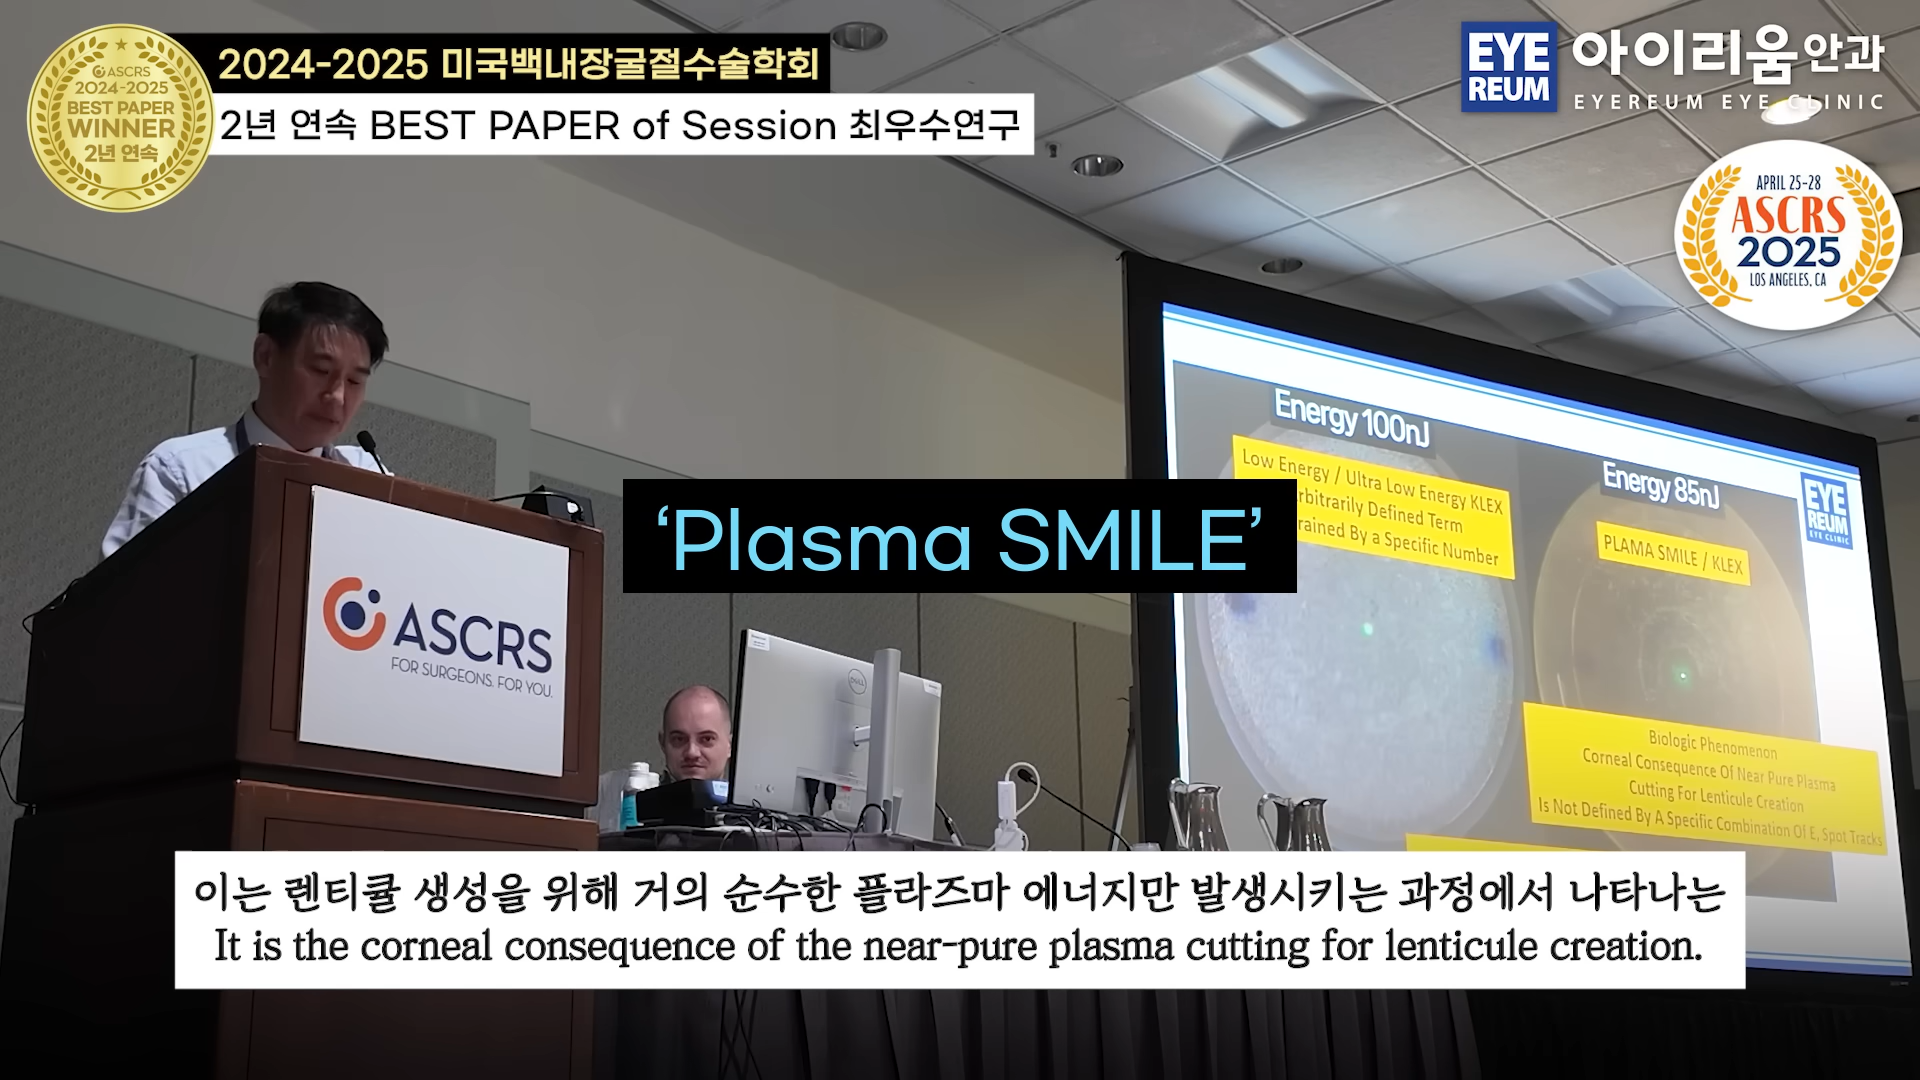 ASCRS
2024-2025
BEST PAPER
WINNER
2년 연속
2024-2025 미국백내장굴절수술학회
2년 연속 BEST PAPER of Session 최우수연구
EYE
REUM
아이리움안과
EYEREUM EYE CLINIC
APRIL 25-28
ASCRS
2025
LOS ANGELES, CA
Energy 100nJ
Low Energy / Ultra Low Energy KLEX
rbitrarily Defined Term
rained By a Specific Number
Energy 85nJ
PLAMA SMILE / KLEX
EYE
REUM
EYE CLINIC
‘Plasma SMILE’
ASCRS
FOR SURGEONS. FOR YOU.
DELL
Biologic Phenomenon
Corneal Consequence Of Near Pure Plasma
Cutting For Lenticule Creation
Is Not Defined By A Specific Combination Of E, Spot Tracks
이는 렌티큘 생성을 위해 거의 순수한 플라즈마 에너지만 발생시키는 과정에서 나타나는
It is the corneal consequence of the near-pure plasma cutting for lenticule creation.